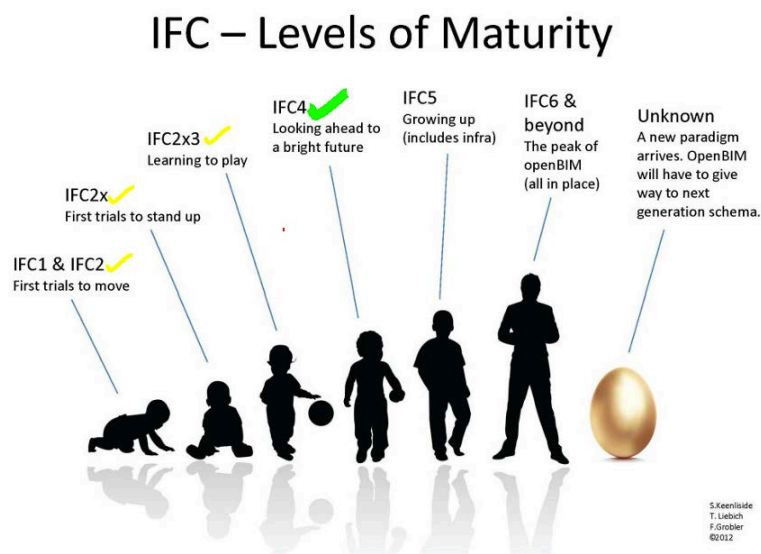 IFC – Levels of Maturity
IFC1 & IFC2
First trials to move
IFC2x
First trials to stand up
IFC2x3
Learning to play
IFC4
Looking ahead to
a bright future
IFC5
Growing up
(includes infra)
IFC6 &
beyond
The peak of
openBIM
(all in place)
Unknown
A new paradigm
arrives. OpenBIM
will have to give
way to next
generation schema.
S.Keenliside
T. Liebich
F.Grobler
©2012